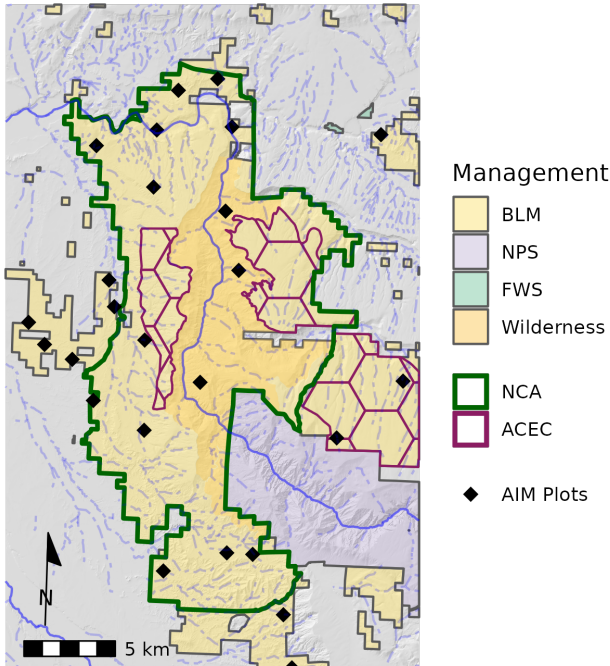 Management
BLM
NPS
FWS
Wilderness
NCA
ACEC
AIM Plots
N
5 km